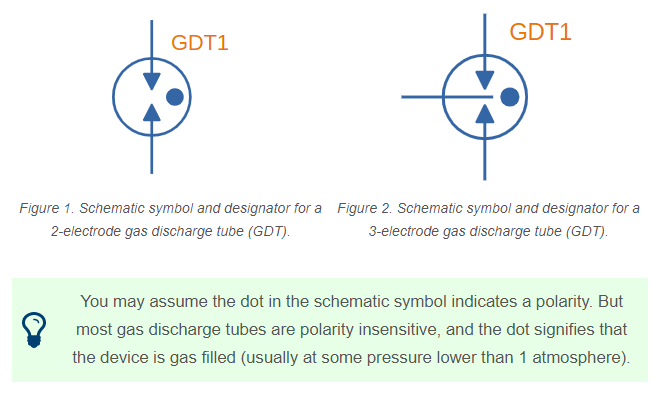 GDT1
GDT1
Figure 1. Schematic symbol and designator for a
2-electrode gas discharge tube (GDT).
Figure 2. Schematic symbol and designator for a
3-electrode gas discharge tube (GDT).
You may assume the dot in the schematic symbol indicates a polarity. But
most gas discharge tubes are polarity insensitive, and the dot signifies that
the device is gas filled (usually at some pressure lower than 1 atmosphere).